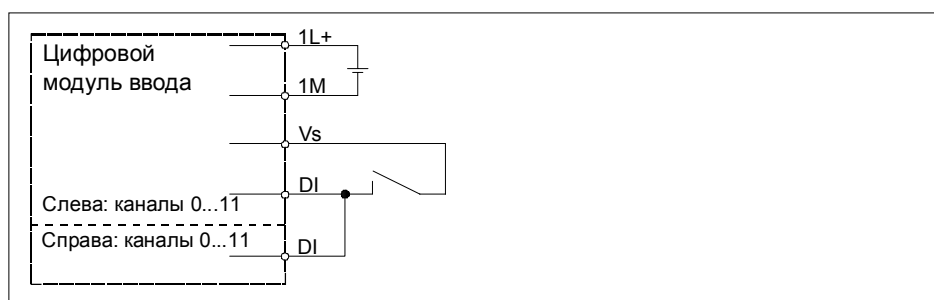 1L+
Цифровой
модуль ввода
1M
Vs
DI
Слева: каналы 0...11
Справа: каналы 0...11
DI